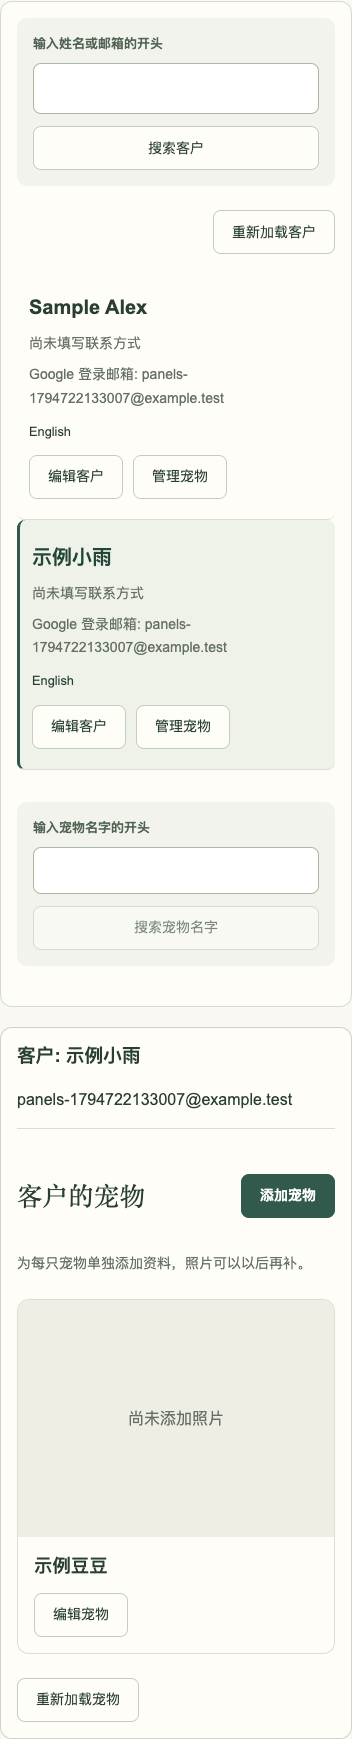 输入姓名或邮箱的开头
搜索客户
重新加载客户
Sample Alex
尚未填写联系方式
Google 登录邮箱: panels-
1794722133007@example.test
English
编辑客户
管理宠物
示例小雨
尚未填写联系方式
Google 登录邮箱: panels-
1794722133007@example.test
English
编辑客户
管理宠物
输入宠物名字的开头
搜索宠物名字
客户: 示例小雨
panels-1794722133007@example.test
客户的宠物
添加宠物
为每只宠物单独添加资料，照片可以以后再补。
尚未添加照片
示例豆豆
编辑宠物
重新加载宠物